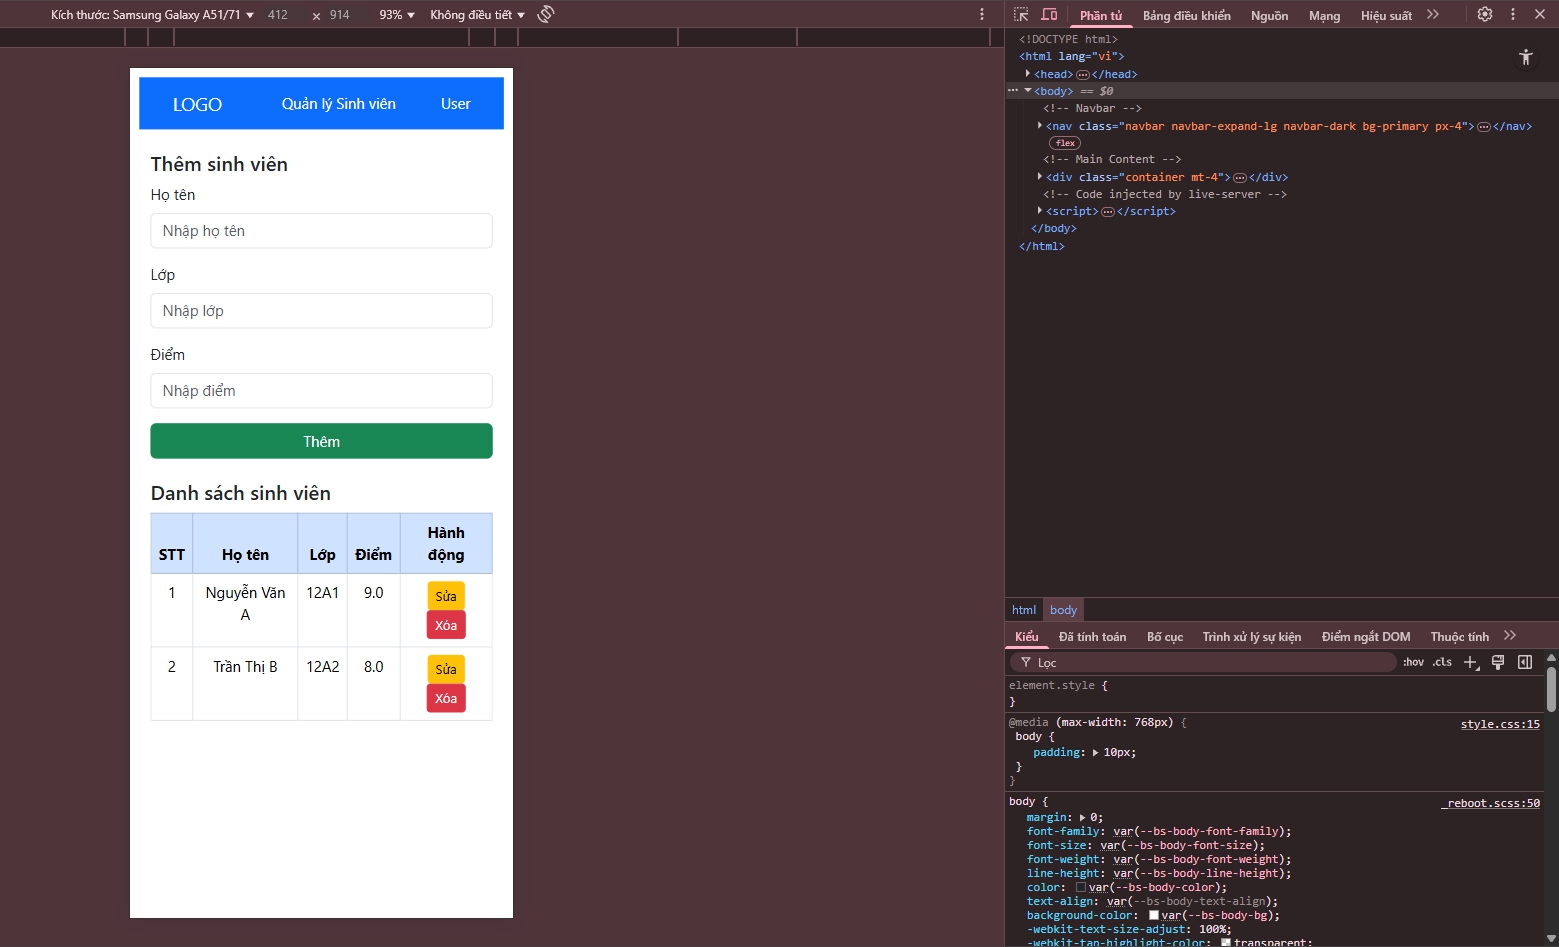 Kích thước: Samsung Galaxy A51/71 ▼ 412 x 914 93% ▼ Không điều tiết ▼
LOGO Quản lý Sinh viên User
Thêm sinh viên
Họ tên
Nhập họ tên
Lớp
Nhập lớp
Điểm
Nhập điểm
Thêm
Danh sách sinh viên
STT Họ tên Lớp Điểm Hành động
1 Nguyễn Văn A 12A1 9.0 Sửa Xóa
2 Trần Thị B 12A2 8.0 Sửa Xóa
Phần tử Bảng điều khiển Nguồn Mạng Hiệu suất
<!DOCTYPE html>
<html lang="vi">
<head>…</head>
<body> == $0
<!-- Navbar -->
<nav class="navbar navbar-expand-lg navbar-dark bg-primary px-4">…</nav>
flex
<!-- Main Content -->
<div class="container mt-4">…</div>
<!-- Code injected by live-server -->
<script>…</script>
</body>
</html>
html body
Kiểu Đã tính toán Bố cục Trình xử lý sự kiện Điểm ngắt DOM Thuộc tính
Lọc :hov .cls
element.style {
}
@media (max-width: 768px) { style.css:15
body {
padding: 10px;
}
}
body { _reboot.scss:50
margin: 0;
font-family: var(--bs-body-font-family);
font-size: var(--bs-body-font-size);
font-weight: var(--bs-body-font-weight);
line-height: var(--bs-body-line-height);
color: var(--bs-body-color);
text-align: var(--bs-body-text-align);
background-color: var(--bs-body-bg);
-webkit-text-size-adjust: 100%;
-webkit-tap-highlight-color: transparent;